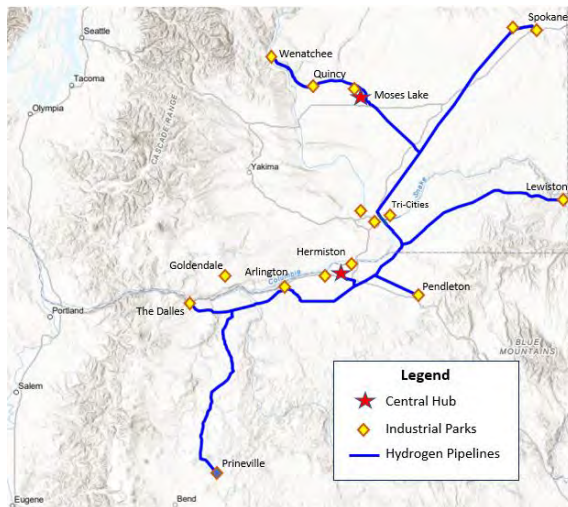 Spokane
Seattle
Wenatchee
Quincy
Tacoma
Moses Lake
Olympia
CASCADE RANGE
Yakima
Snake
Lewiston
Tri-Cities
Hermiston
Goldendale
Arlington
Columbia
Pendleton
Portland
The Dalles
BLUE
MOUNTAINS
Legend
Central Hub
Salem
Industrial Parks
Hydrogen Pipelines
Prineville
Eugene
Bend